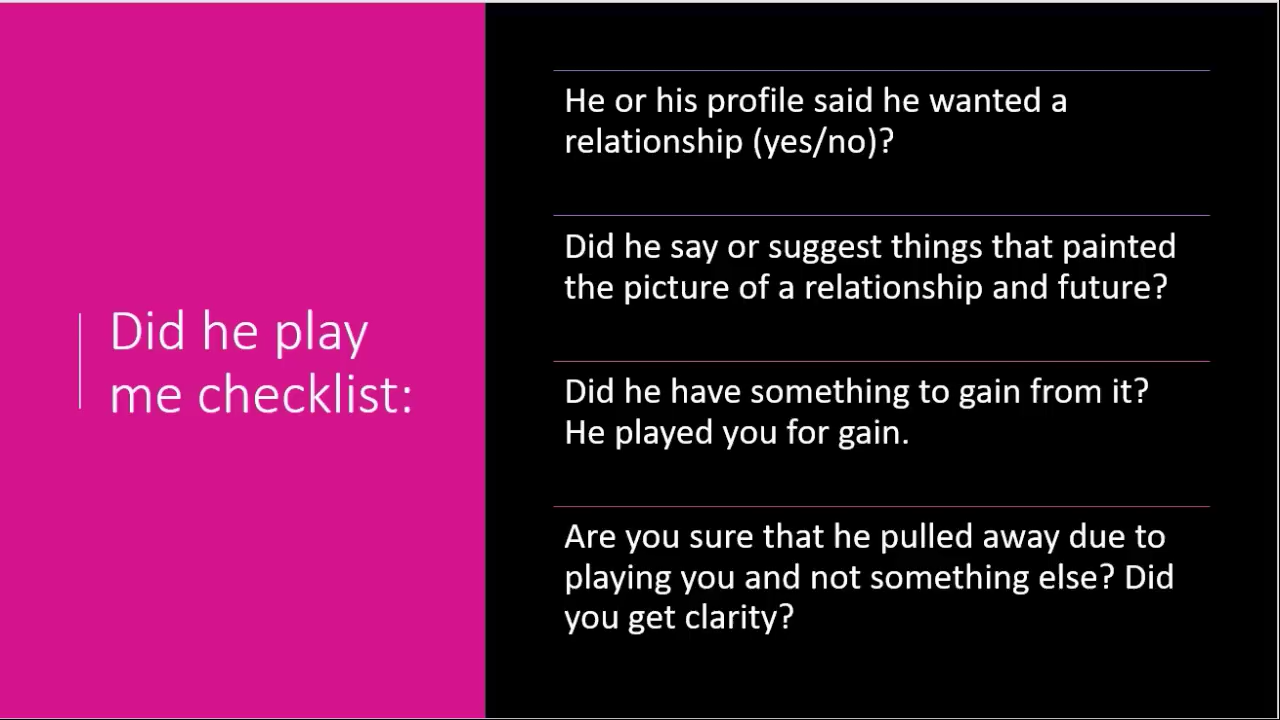 Did he play
me checklist:
He or his profile said he wanted a
relationship (yes/no)?
Did he say or suggest things that painted
the picture of a relationship and future?
Did he have something to gain from it?
He played you for gain.
Are you sure that he pulled away due to
playing you and not something else? Did
you get clarity?